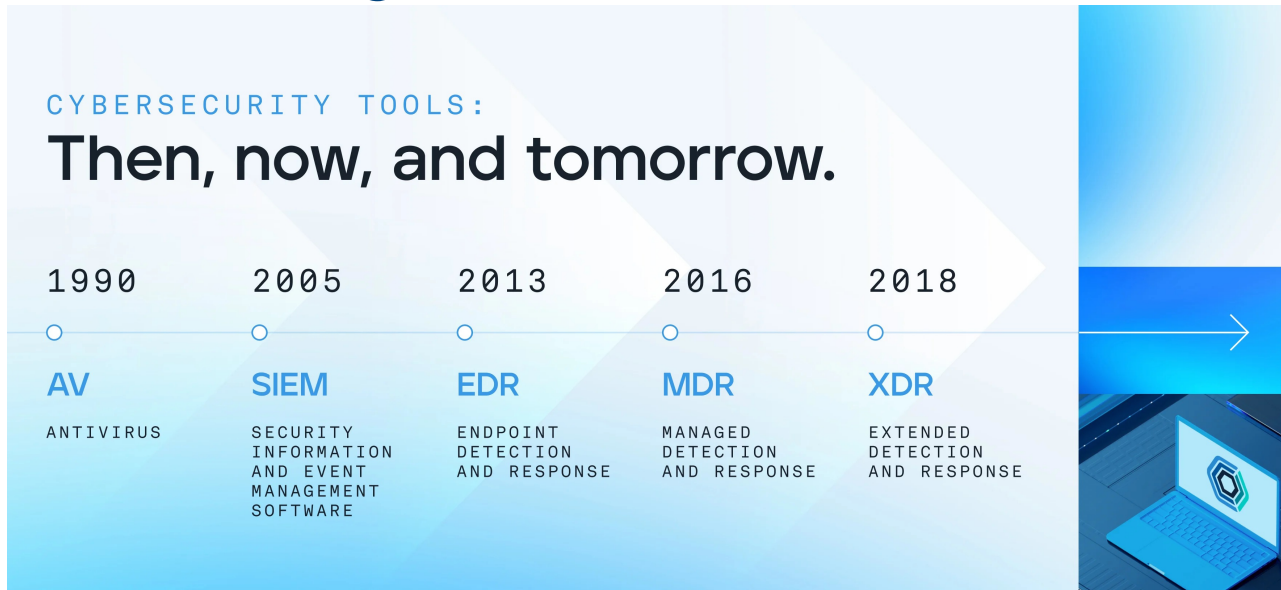 CYBERSECURITY TOOLS:
Then, now, and tomorrow.
1990
2005
2013
2016
2018
AV
SIEM
EDR
MDR
XDR
ANTIVIRUS
SECURITY
INFORMATION
AND EVENT
MANAGEMENT
SOFTWARE
ENDPOINT
DETECTION
AND RESPONSE
MANAGED
DETECTION
AND RESPONSE
EXTENDED
DETECTION
AND RESPONSE